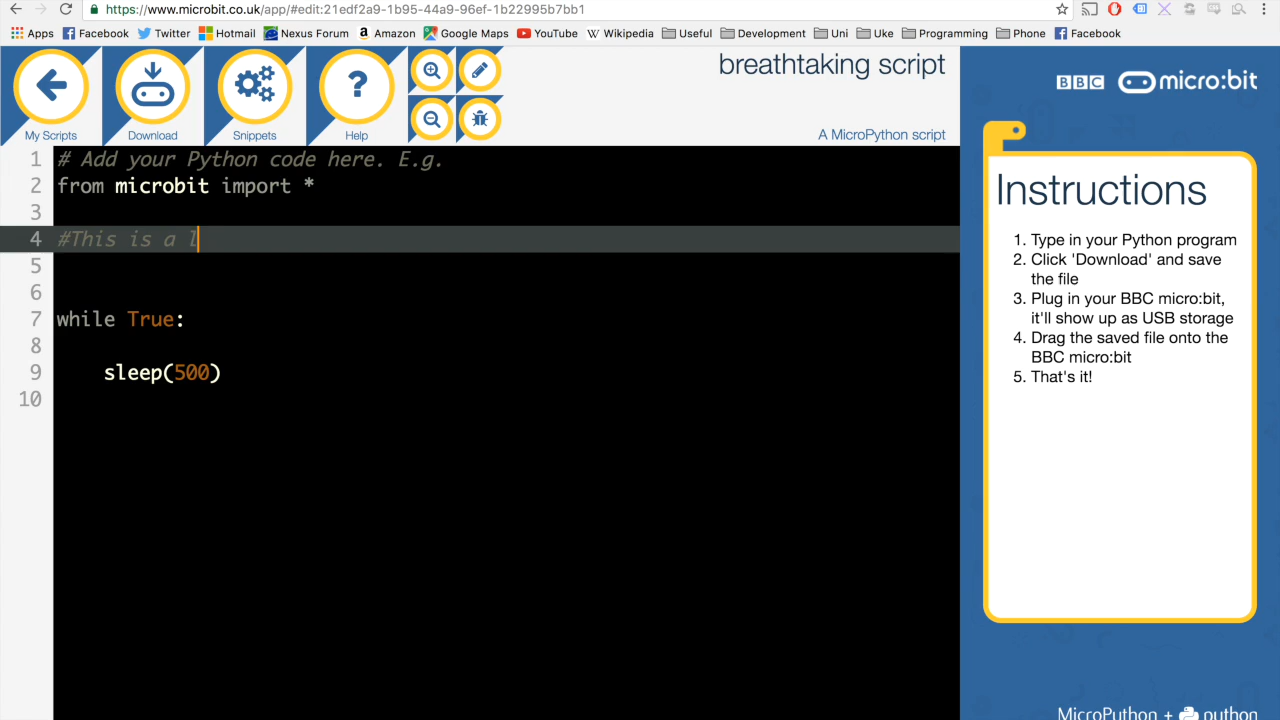 https://www.microbit.co.uk/app/#edit:21edf2a9-1b95-44a9-96ef-1b22995b7bb1
Apps Facebook Twitter Hotmail Nexus Forum Amazon Google Maps YouTube Wikipedia Useful Development Uni Uke Programming Phone Facebook
My Scripts Download Snippets Help
breathtaking script
A MicroPython script
BBC micro:bit
1 # Add your Python code here. E.g.
2 from microbit import *
3
4 #This is a l
5
6
7 while True:
8
9 sleep(500)
10
Instructions
1. Type in your Python program
2. Click 'Download' and save
the file
3. Plug in your BBC micro:bit,
it'll show up as USB storage
4. Drag the saved file onto the
BBC micro:bit
5. That's it!
MicroPython + python